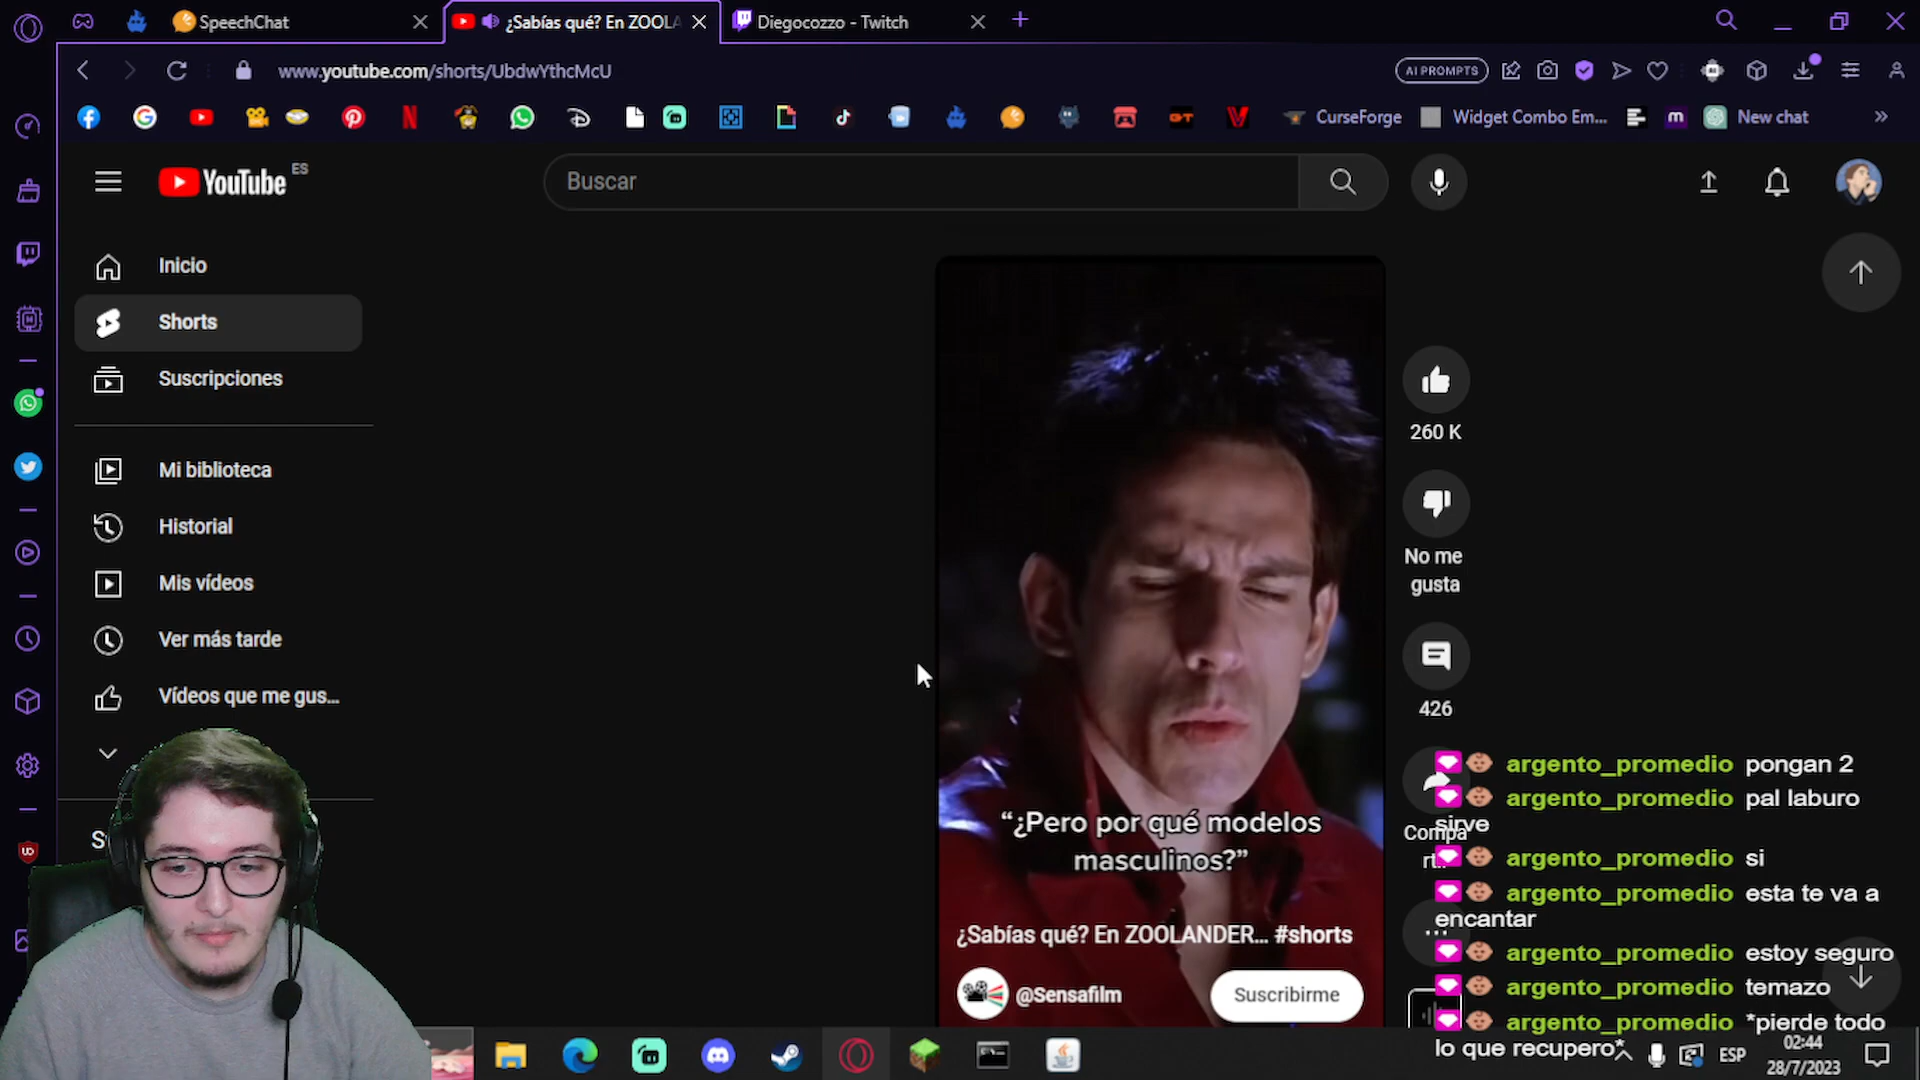 SpeechChat
¿Sabías qué? En ZOOLA
Diegocozzo - Twitch
www.youtube.com/shorts/UbdwYthcMcU
AI PROMPTS
CurseForge
Widget Combo Em...
New chat
YouTube ES
Buscar
Inicio
Shorts
Suscripciones
Mi biblioteca
Historial
Mis vídeos
Ver más tarde
Vídeos que me gus...
260 K
No me
gusta
426
Compa
“¿Pero por qué modelos
masculinos?”
¿Sabías qué? En ZOOLANDER... #shorts
@Sensafilm
Suscribirme
argento_promedio pongan 2
argento_promedio pal laburo
sirve
argento_promedio si
argento_promedio esta te va a
encantar
argento_promedio estoy seguro
argento_promedio temazo
argento_promedio *pierde todo
lo que recupero*
ESP
02:44
28/7/2023